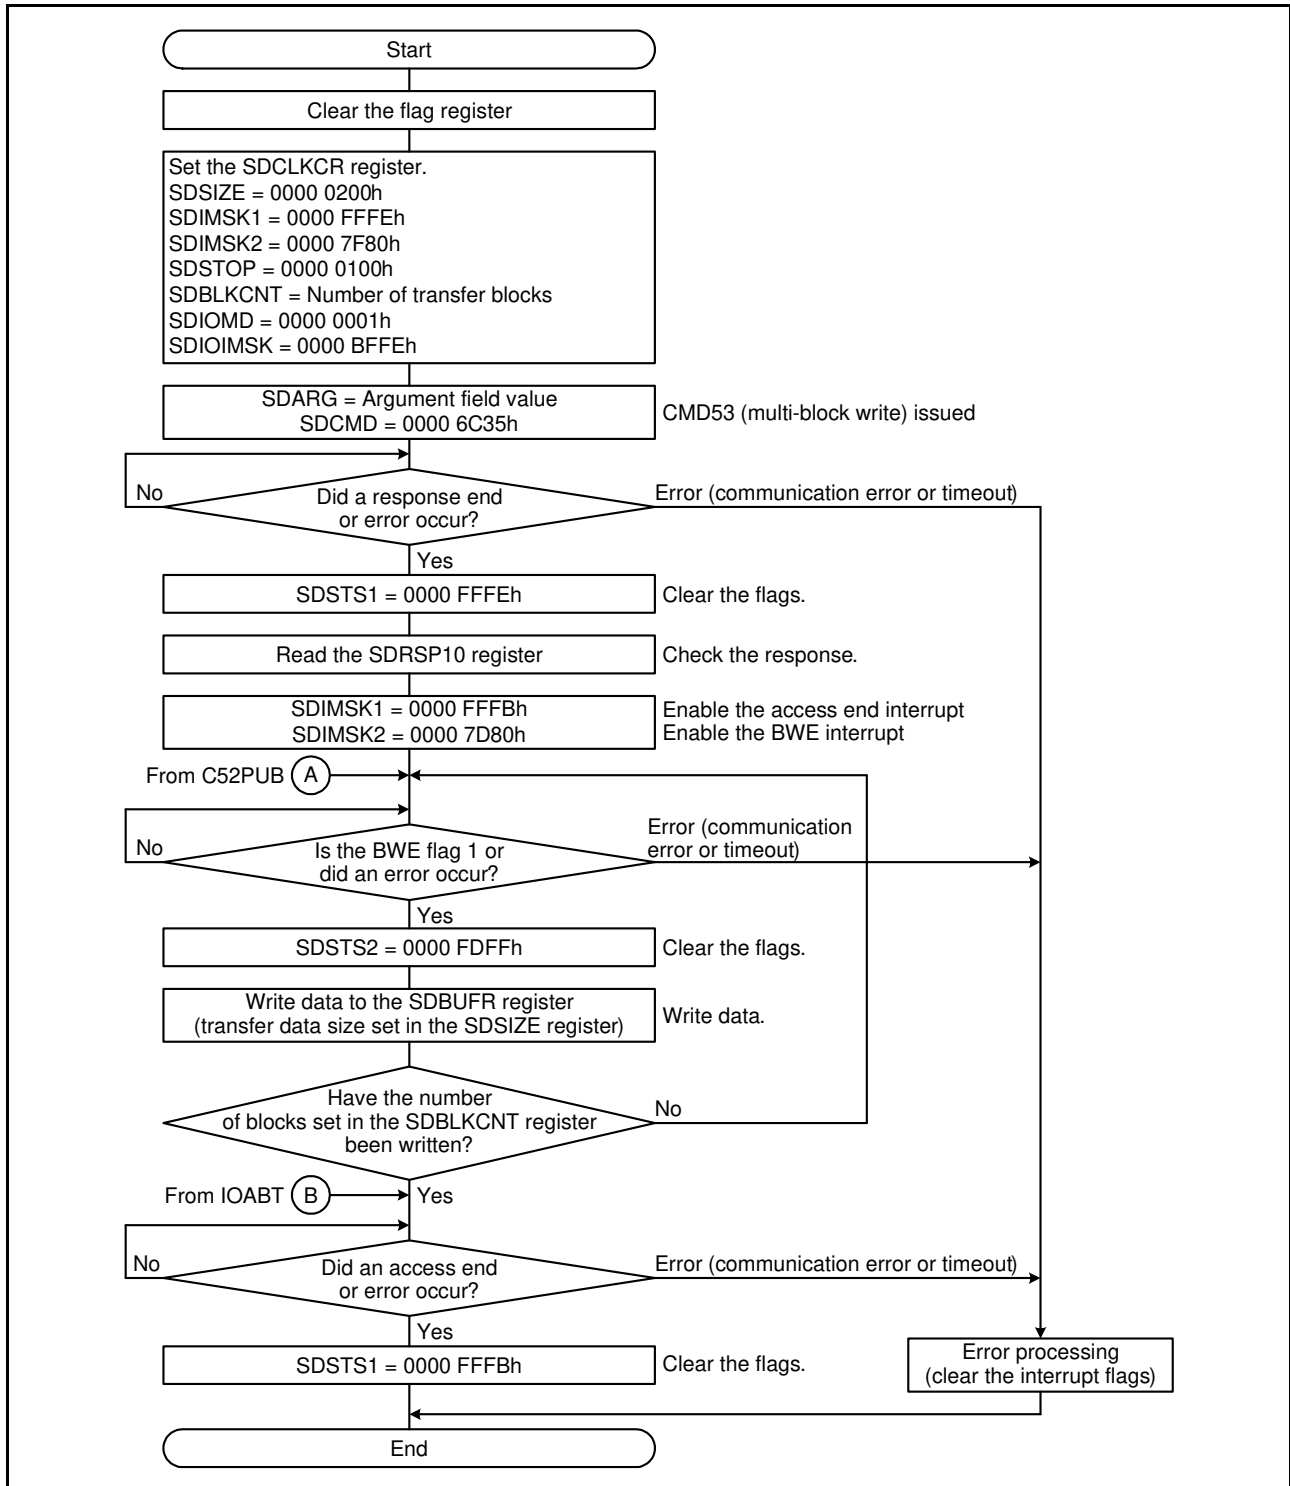 Start
Clear the flag register
Set the SDCLKCR register.
SDSIZE = 0000 0200h
SDIMSK1 = 0000 FFFEh
SDIMSK2 = 0000 7F80h
SDSTOP = 0000 0100h
SDBLKCNT = Number of transfer blocks
SDIOMD = 0000 0001h
SDIOIMSK = 0000 BFFEh
SDARG = Argument field value
SDCMD = 0000 6C35h
CMD53 (multi-block write) issued
No
Did a response end
or error occur?
Error (communication error or timeout)
Yes
SDSTS1 = 0000 FFFEh
Clear the flags.
Read the SDRSP10 register
Check the response.
SDIMSK1 = 0000 FFFBh
SDIMSK2 = 0000 7D80h
Enable the access end interrupt
Enable the BWE interrupt
From C52PUB A
No
Is the BWE flag 1 or
did an error occur?
Error (communication
error or timeout)
Yes
SDSTS2 = 0000 FDFFh
Clear the flags.
Write data to the SDBUFR register
(transfer data size set in the SDSIZE register)
Write data.
Have the number
of blocks set in the SDBLKCNT register
been written?
No
From IOABT B
Yes
No
Did an access end
or error occur?
Error (communication error or timeout)
Yes
SDSTS1 = 0000 FFFBh
Clear the flags.
Error processing
(clear the interrupt flags)
End